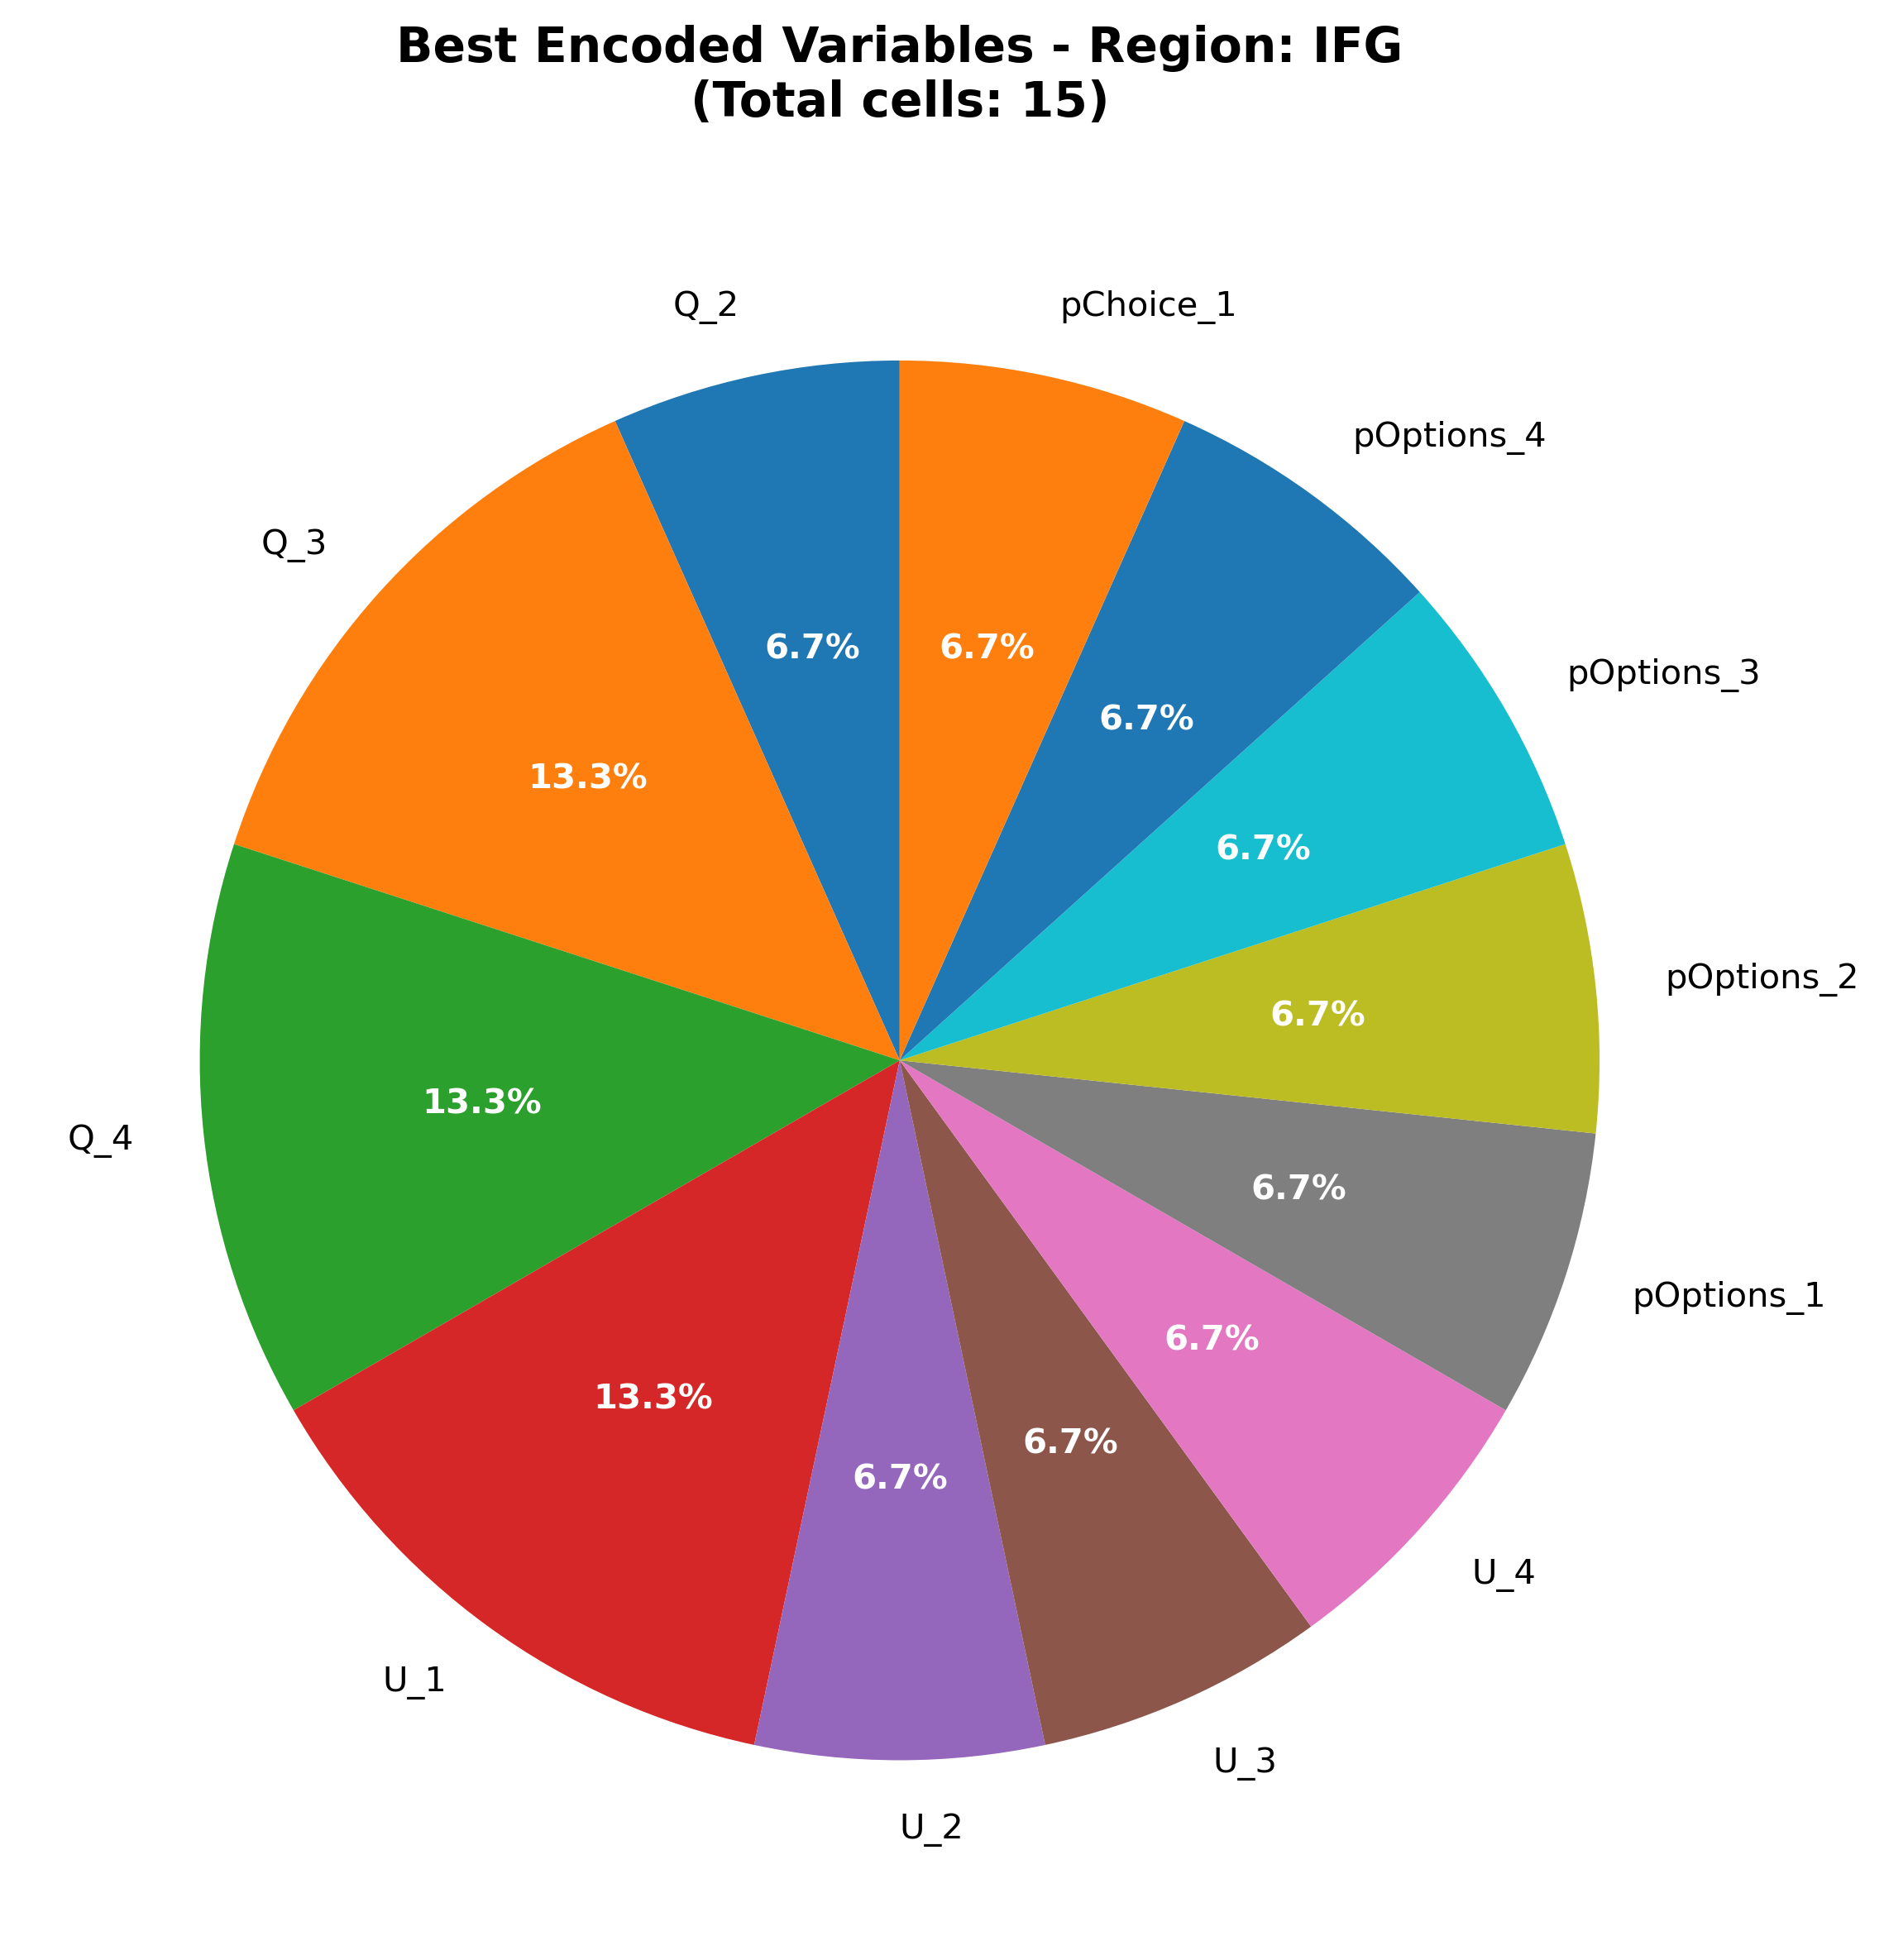 Best Encoded Variables - Region: IFG
(Total cells: 15)
Q_2
pChoice_1
pOptions_4
Q_3
6.7%
6.7%
pOptions_3
6.7%
13.3%
6.7%
pOptions_2
6.7%
13.3%
Q_4
6.7%
pOptions_1
6.7%
13.3%
6.7%
6.7%
U_4
U_1
U_3
U_2